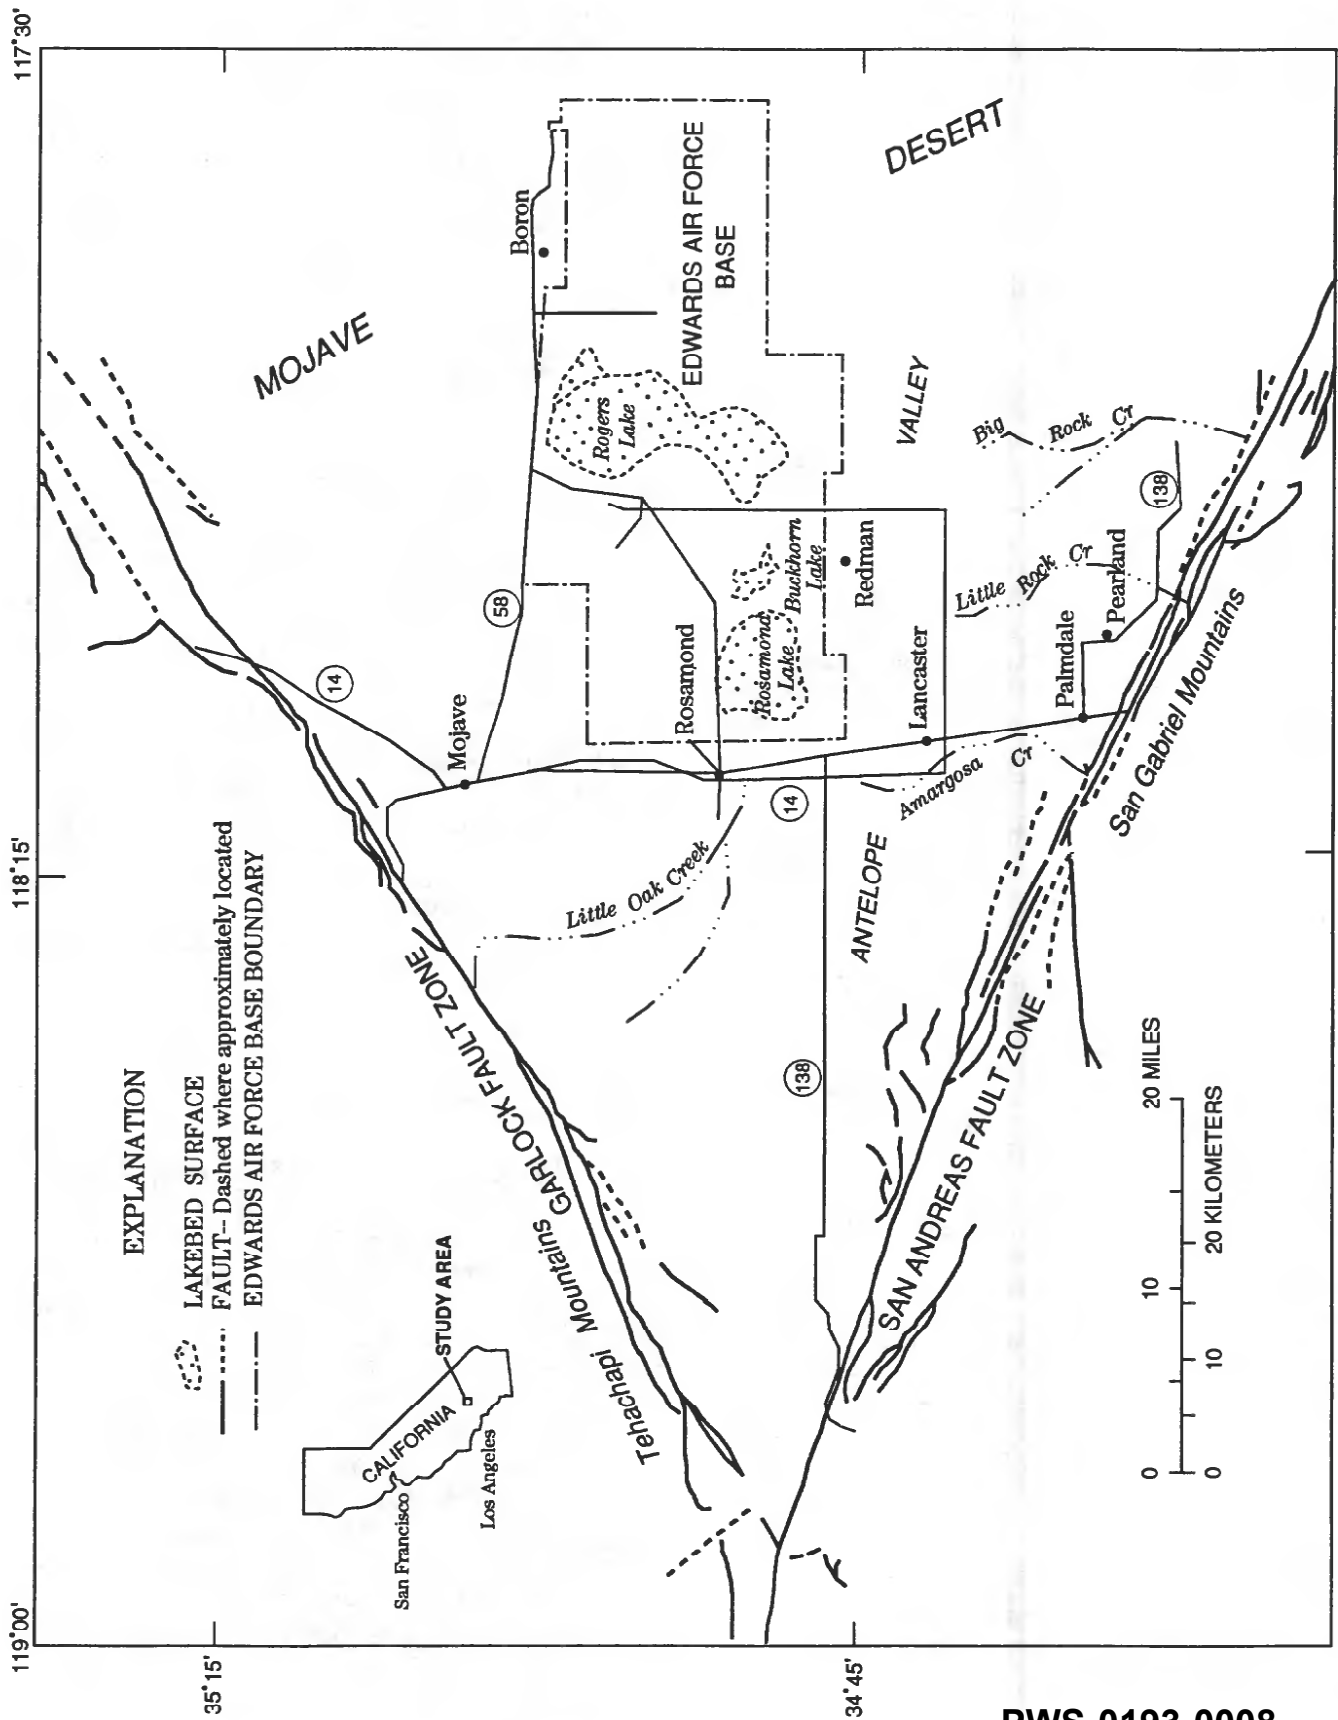 119°00'
118°15'
117°30'
35°15'
34°45'
EXPLANATION
LAKEBED SURFACE
FAULT-- Dashed where approximately located
EDWARDS AIR FORCE BASE BOUNDARY
CALIFORNIA
STUDY AREA
San Francisco
Los Angeles
MOJAVE
DESERT
14
58
Mojave
Boron
Rogers
Lake
EDWARDS AIR FORCE
BASE
GARLOCK FAULT ZONE
Tehachapi Mountains
Little Oak Creek
Rosamond
Rosamond
Lake
Buckhorn
Lake
Redman
14
138
ANTELOPE
VALLEY
Lancaster
Amargosa
Cr
Little Rock Cr
Big
Rock Cr
Palmdale
Pearland
138
SAN ANDREAS FAULT ZONE
San Gabriel Mountains
0 10 20 MILES
0 10 20 KILOMETERS